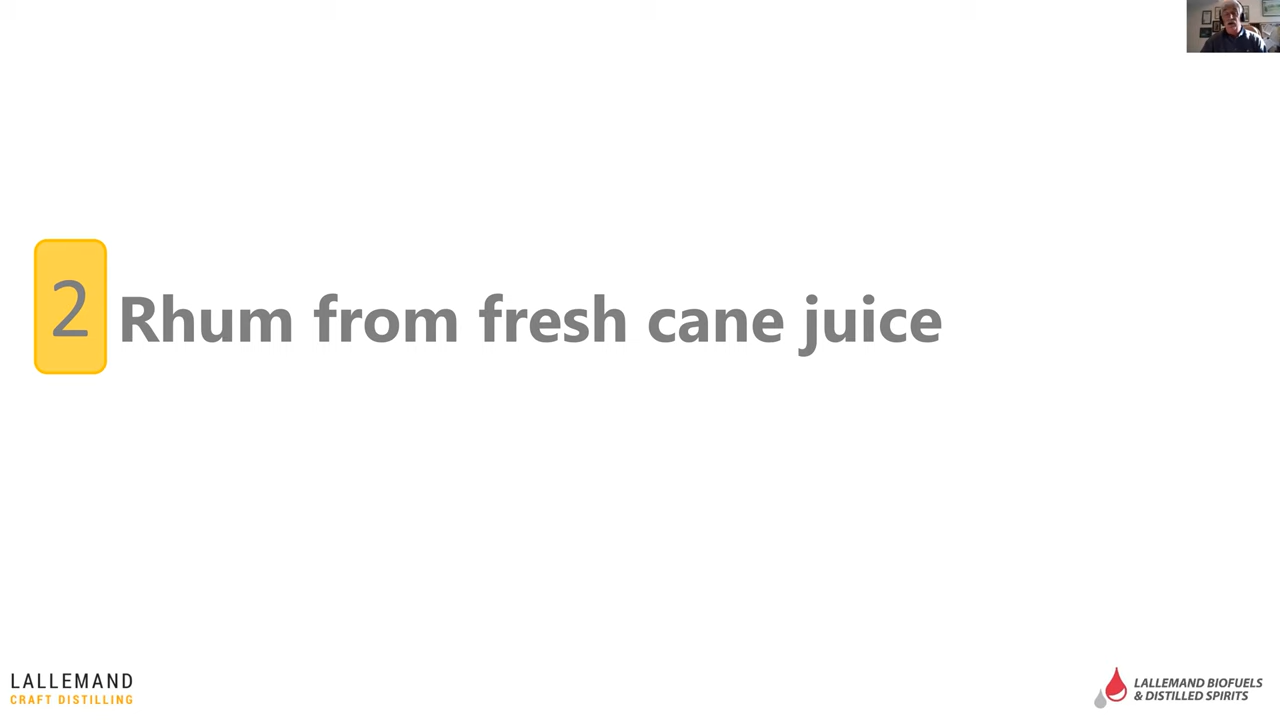 2 Rhum from fresh cane juice
LALLEMAND
CRAFT DISTILLING
LALLEMAND BIOFUELS
& DISTILLED SPIRITS